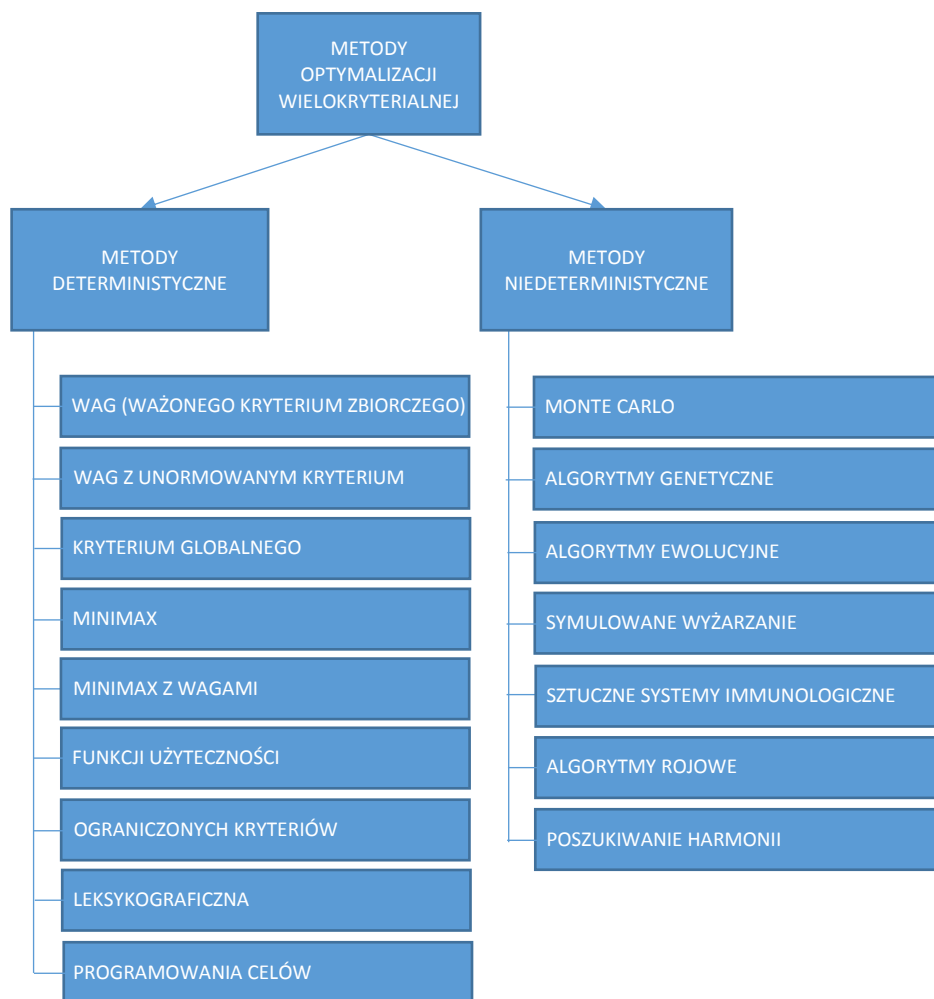 METODY
OPTYMALIZACJI
WIELOKRYTERIALNEJ
METODY
DETERMINISTYCZNE
WAG (WAŻONEGO KRYTERIUM ZBIORCZEGO)
WAG Z UNORMOWANYM KRYTERIUM
KRYTERIUM GLOBALNEGO
MINIMAX
MINIMAX Z WAGAMI
FUNKCJI UŻYTECZNOŚCI
OGRANICZONYCH KRYTERIÓW
LEKSYKOGRAFICZNA
PROGRAMOWANIA CELÓW
METODY
NIEDETERMINISTYCZNE
MONTE CARLO
ALGORYTMY GENETYCZNE
ALGORYTMY EWOLUCYJNE
SYMULOWANE WYŻARZANIE
SZTUCZNE SYSTEMY IMMUNOLOGICZNE
ALGORYTMY ROJOWE
POSZUKIWANIE HARMONII